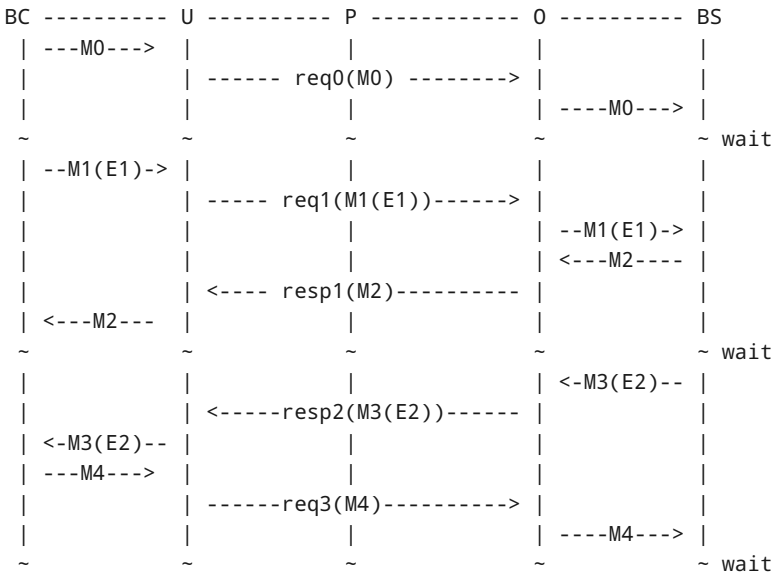 BC ---------- U ---------- P ------------ O ---------- BS
| ---M0---> | | | |
| | ------ req0(M0) --------> | |
| | | | ----M0---> |
~ ~ ~ ~ ~ wait
| --M1(E1)-> | | | |
| | ----- req1(M1(E1))------> | |
| | | | --M1(E1)-> |
| | | | <---M2---- |
| | <---- resp1(M2)---------- | |
| <---M2--- | | | |
~ ~ ~ ~ ~ wait
| | | | <-M3(E2)-- |
| | <-----resp2(M3(E2))------ | |
| <-M3(E2)-- | | | |
| ---M4---> | | | |
| | ------req3(M4)----------> | |
| | | | ----M4---> |
~ ~ ~ ~ ~ wait